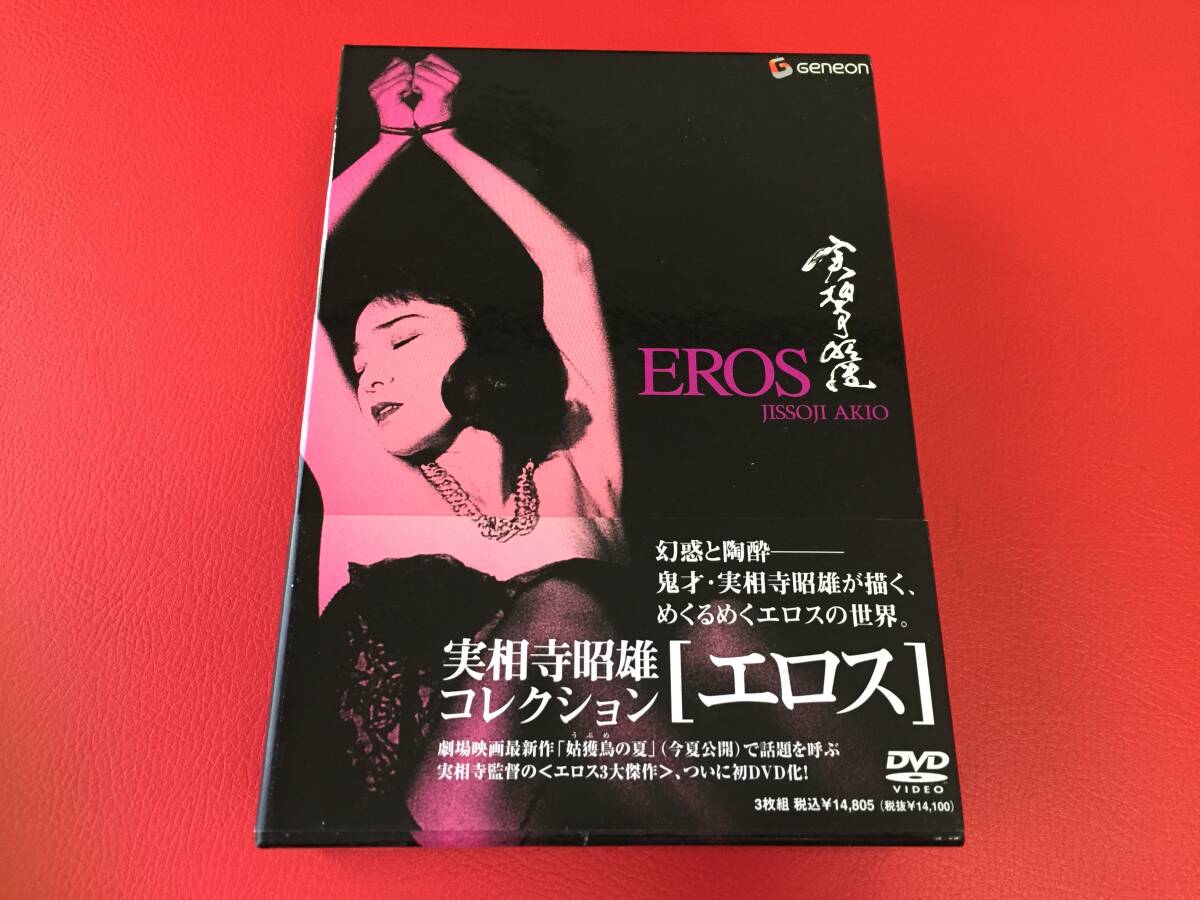 Geneon
実相寺昭雄
EROS
JISSOJI AKIO
幻惑と陶酔───
鬼才・実相寺昭雄が描く、
めくるめくエロスの世界。
実相寺昭雄
コレクション
[エロス]
うぶめ
劇場映画最新作「姑獲鳥の夏」(今夏公開)で話題を呼ぶ
実相寺監督の<エロス3大傑作>、ついに初DVD化!
DVD
VIDEO
3枚組 税込¥14,805 (税抜¥14,100)